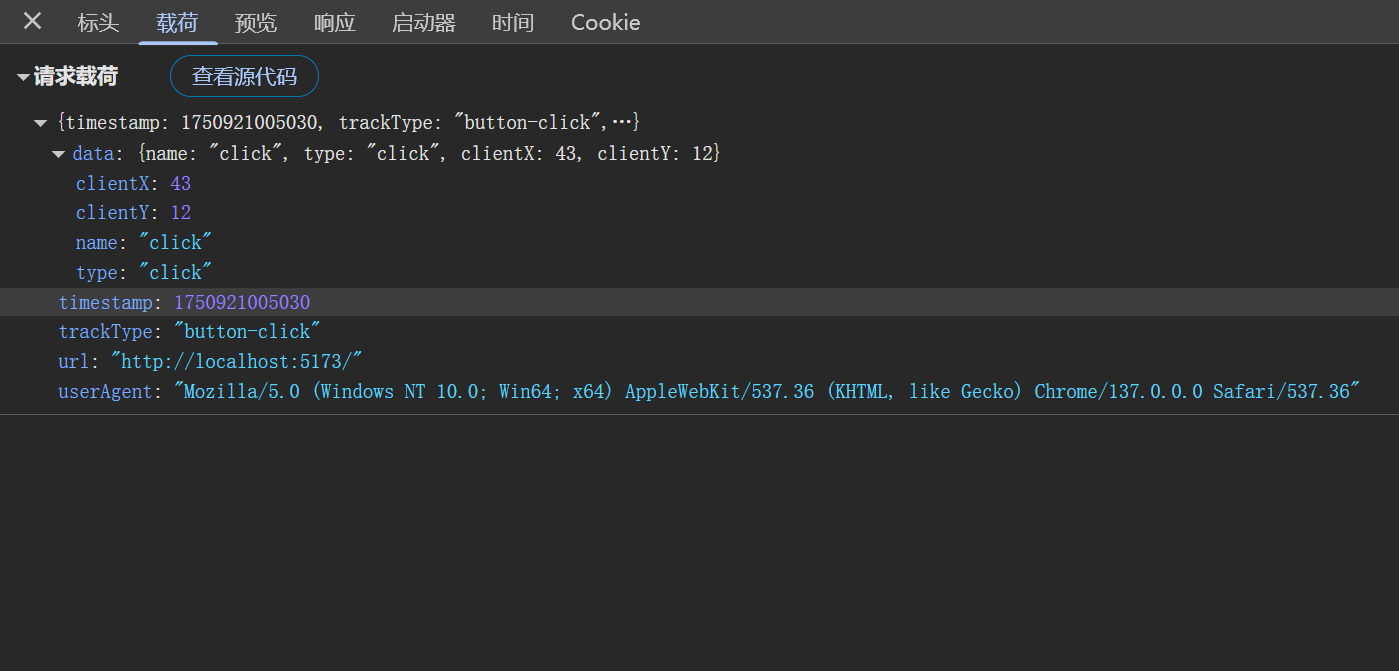 标头 载荷 预览 响应 启动器 时间 Cookie
请求载荷 查看源代码
{timestamp: 1750921005030, trackType: "button-click",…}
data: {name: "click", type: "click", clientX: 43, clientY: 12}
clientX: 43
clientY: 12
name: "click"
type: "click"
timestamp: 1750921005030
trackType: "button-click"
url: "http://localhost:5173/"
userAgent: "Mozilla/5.0 (Windows NT 10.0; Win64; x64) AppleWebKit/537.36 (KHTML, like Gecko) Chrome/137.0.0.0 Safari/537.36"